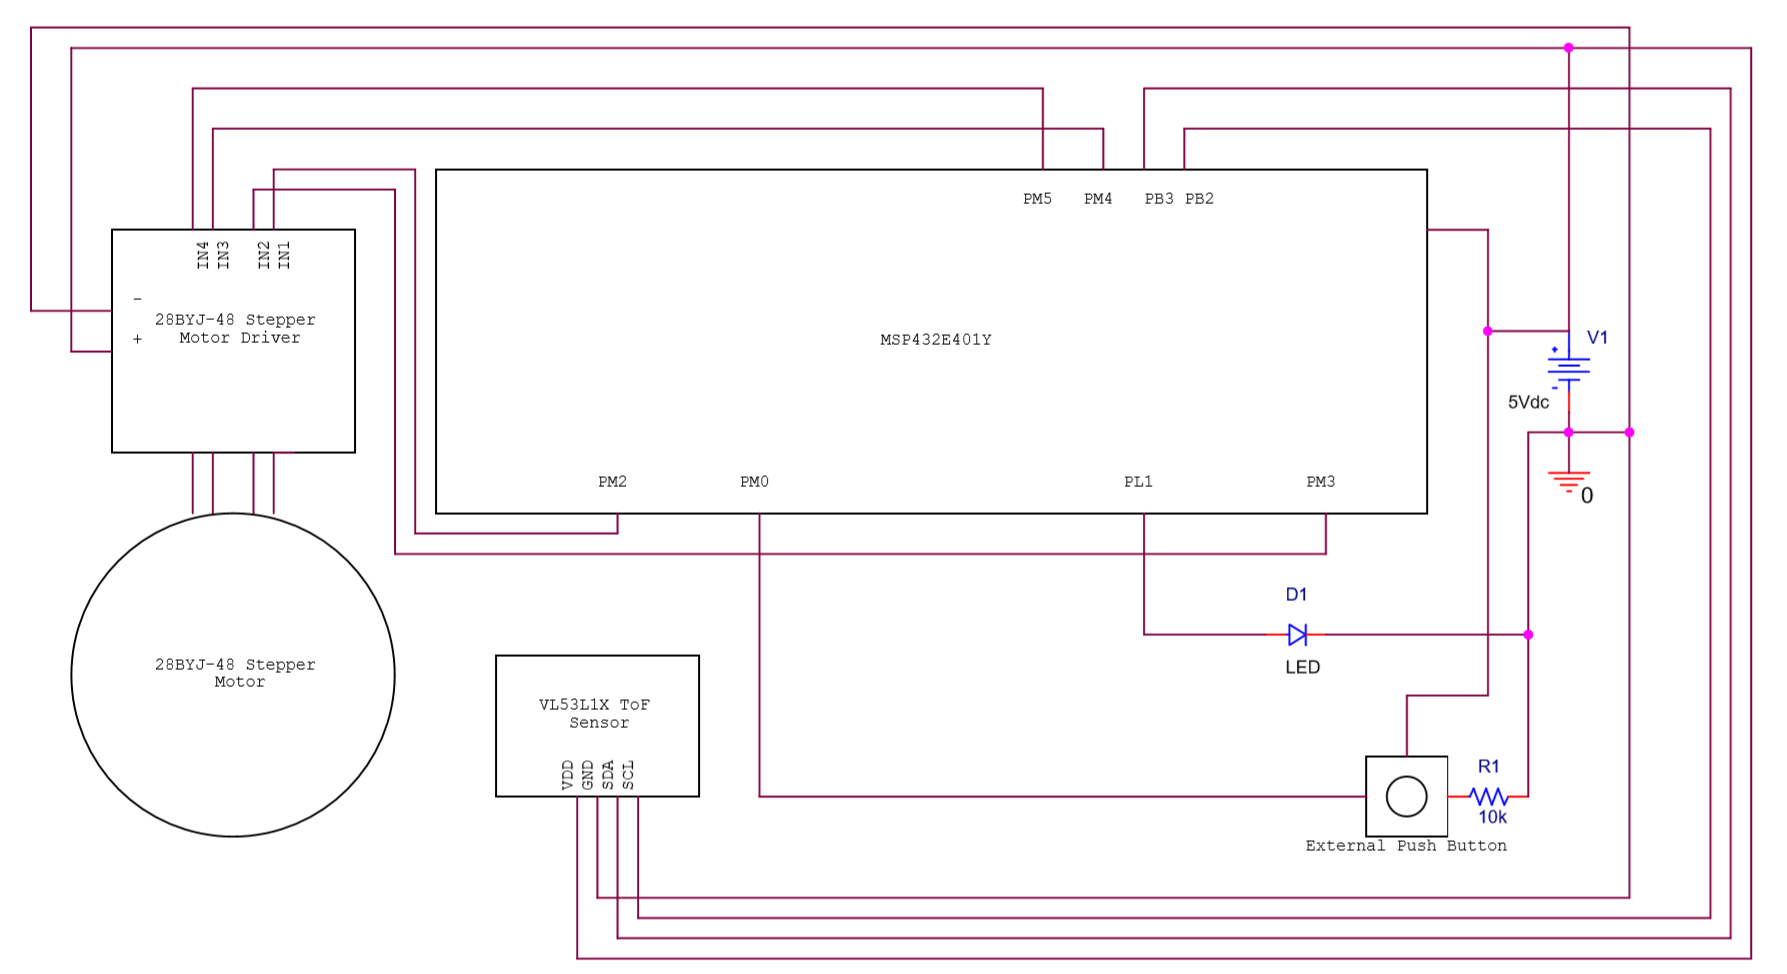 PM5 PM4 PB3 PB2
IN4
IN3
IN2
IN1
-
28BYJ-48 Stepper
Motor Driver
+
MSP432E401Y
V1
+
-
5Vdc
0
PM2 PM0 PL1 PM3
D1
LED
28BYJ-48 Stepper
Motor
VL53L1X ToF
Sensor
VDD
GND
SDA
SCL
R1
10k
External Push Button